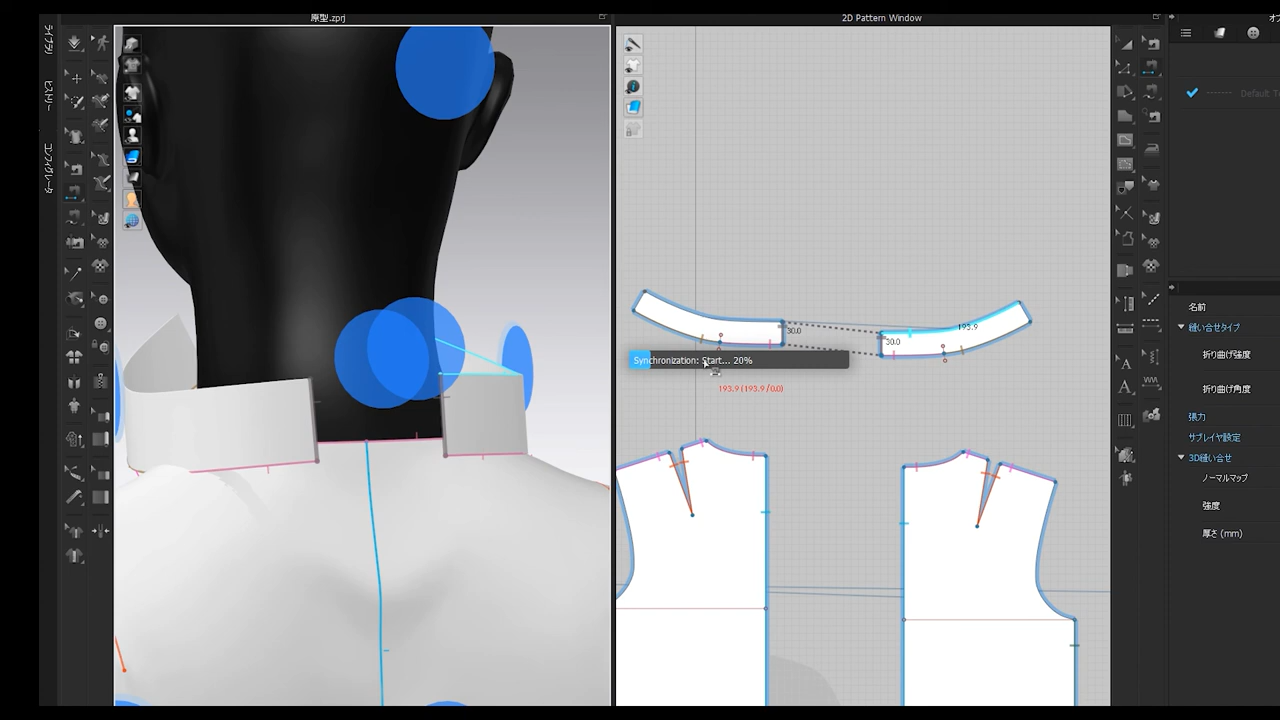 原型.zprj
2D Pattern Window
ライブラリ
ヒストリー
コンフィグレータ
Default Te
30.0
30.0
193.9
Synchronization: Start... 20%
193.9 (193.9 / 0.0)
名前
縫い合せタイプ
折り曲げ強度
折り曲げ角度
張力
サブレイヤ設定
3D縫い合せ
ノーマルマップ
強度
厚さ (mm)